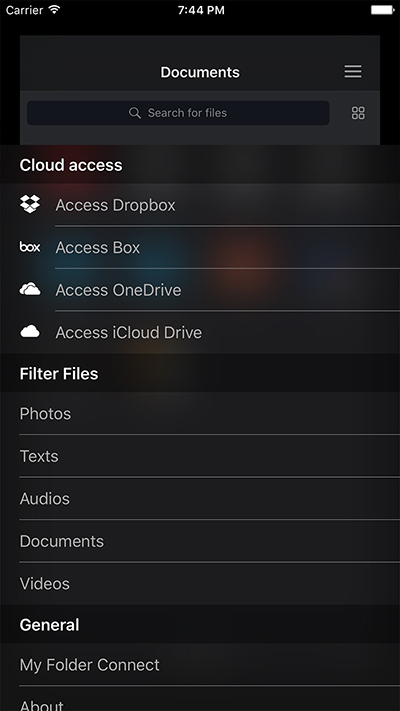 Carrier 7:44 PM
Documents
Search for files
Cloud access
Access Dropbox
box Access Box
Access OneDrive
Access iCloud Drive
Filter Files
Photos
Texts
Audios
Documents
Videos
General
My Folder Connect
About